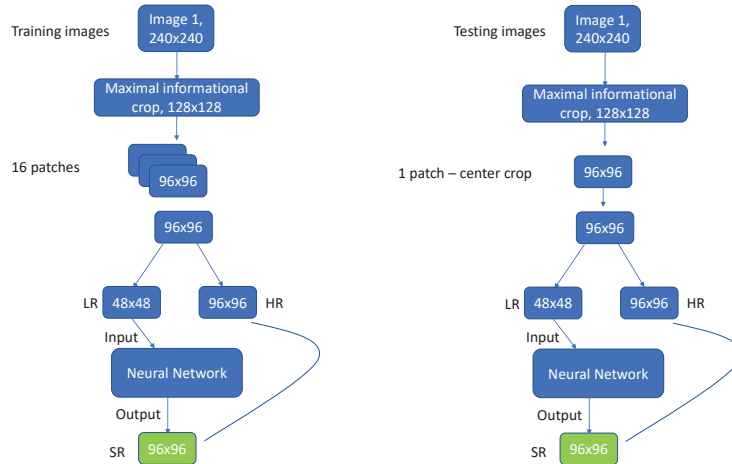 Training images
Image 1,
240x240
Maximal informational
crop, 128x128
16 patches
96x96
96x96
LR
48x48
96x96
HR
Input
Neural Network
Output
SR
96x96
Testing images
Image 1,
240x240
Maximal informational
crop, 128x128
1 patch – center crop
96x96
96x96
LR
48x48
96x96
HR
Input
Neural Network
Output
SR
96x96